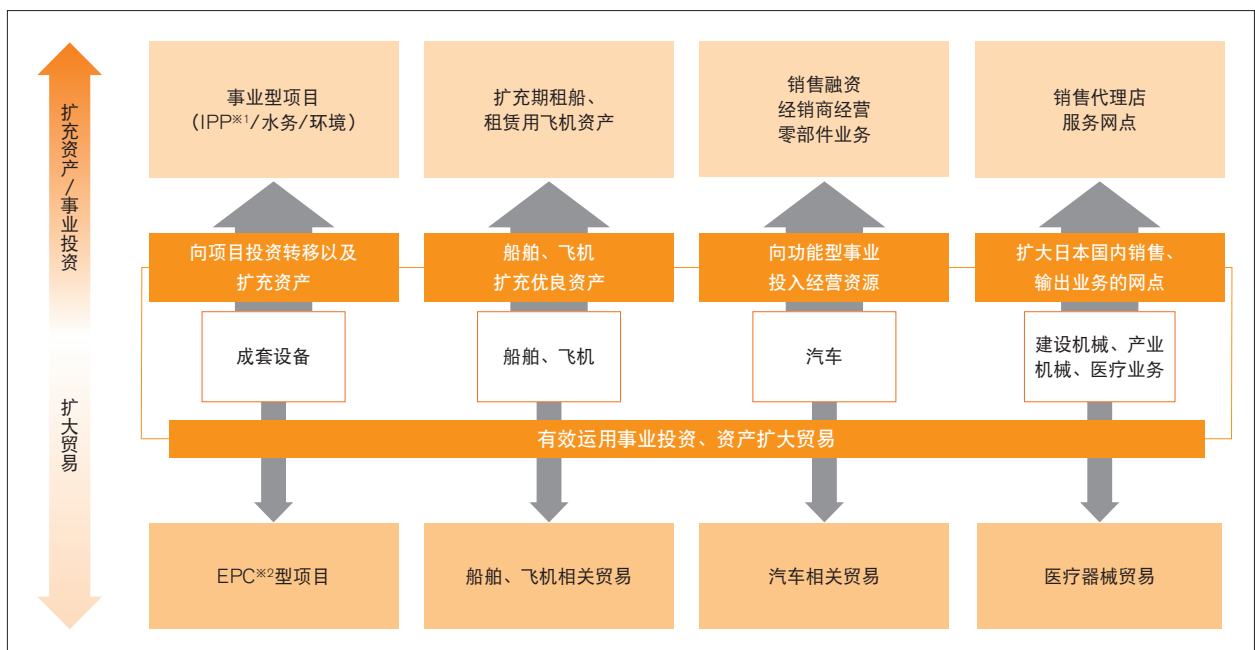 扩充资产/事业投资
扩大贸易
事业型项目
（IPP※1/水务/环境）
扩充期租船、
租赁用飞机资产
销售融资
经销商经营
零部件业务
销售代理店
服务网点
向项目投资转移以及
扩充资产
船舶、飞机
扩充优良资产
向功能型事业
投入经营资源
扩大日本国内销售、
输出业务的网点
成套设备
船舶、飞机
汽车
建设机械、产业
机械、医疗业务
有效运用事业投资、资产扩大贸易
EPC※2型项目
船舶、飞机相关贸易
汽车相关贸易
医疗器械贸易